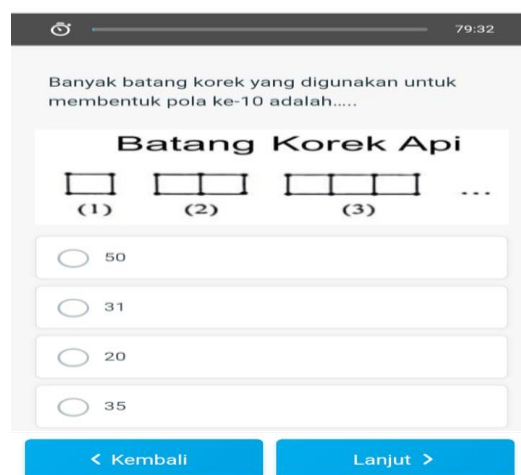 79:32
Banyak batang korek yang digunakan untuk
membentuk pola ke-10 adalah.....
Batang Korek Api
...
(1) (2) (3)
50
31
20
35
< Kembali
Lanjut >